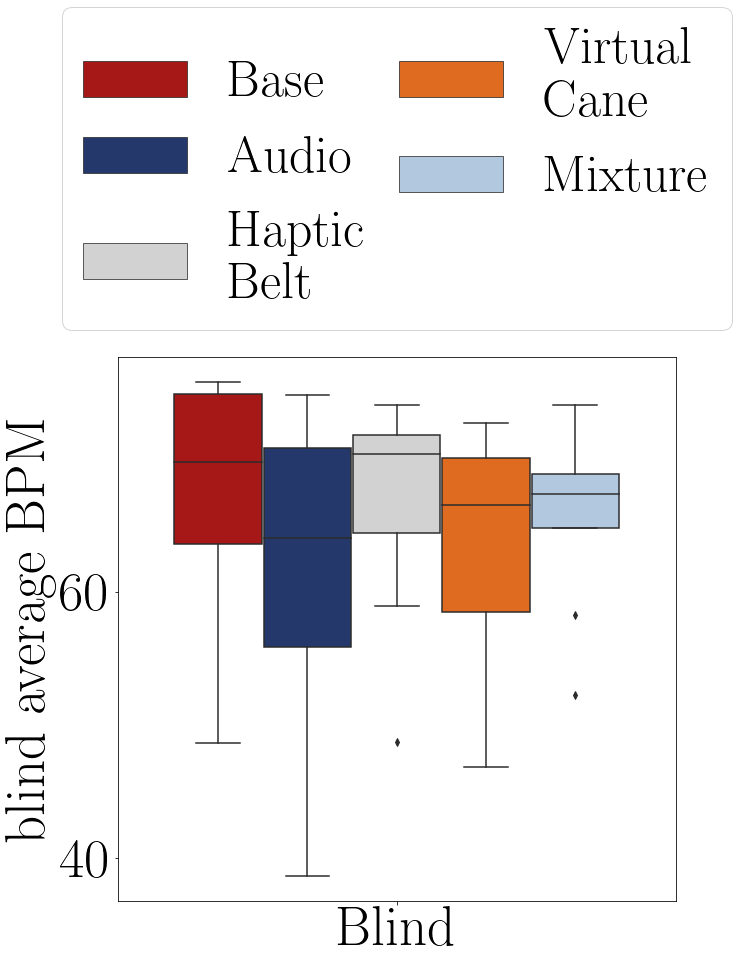 Base
Audio
Haptic
Belt
Virtual
Cane
Mixture
blind average BPM
60
40
Blind